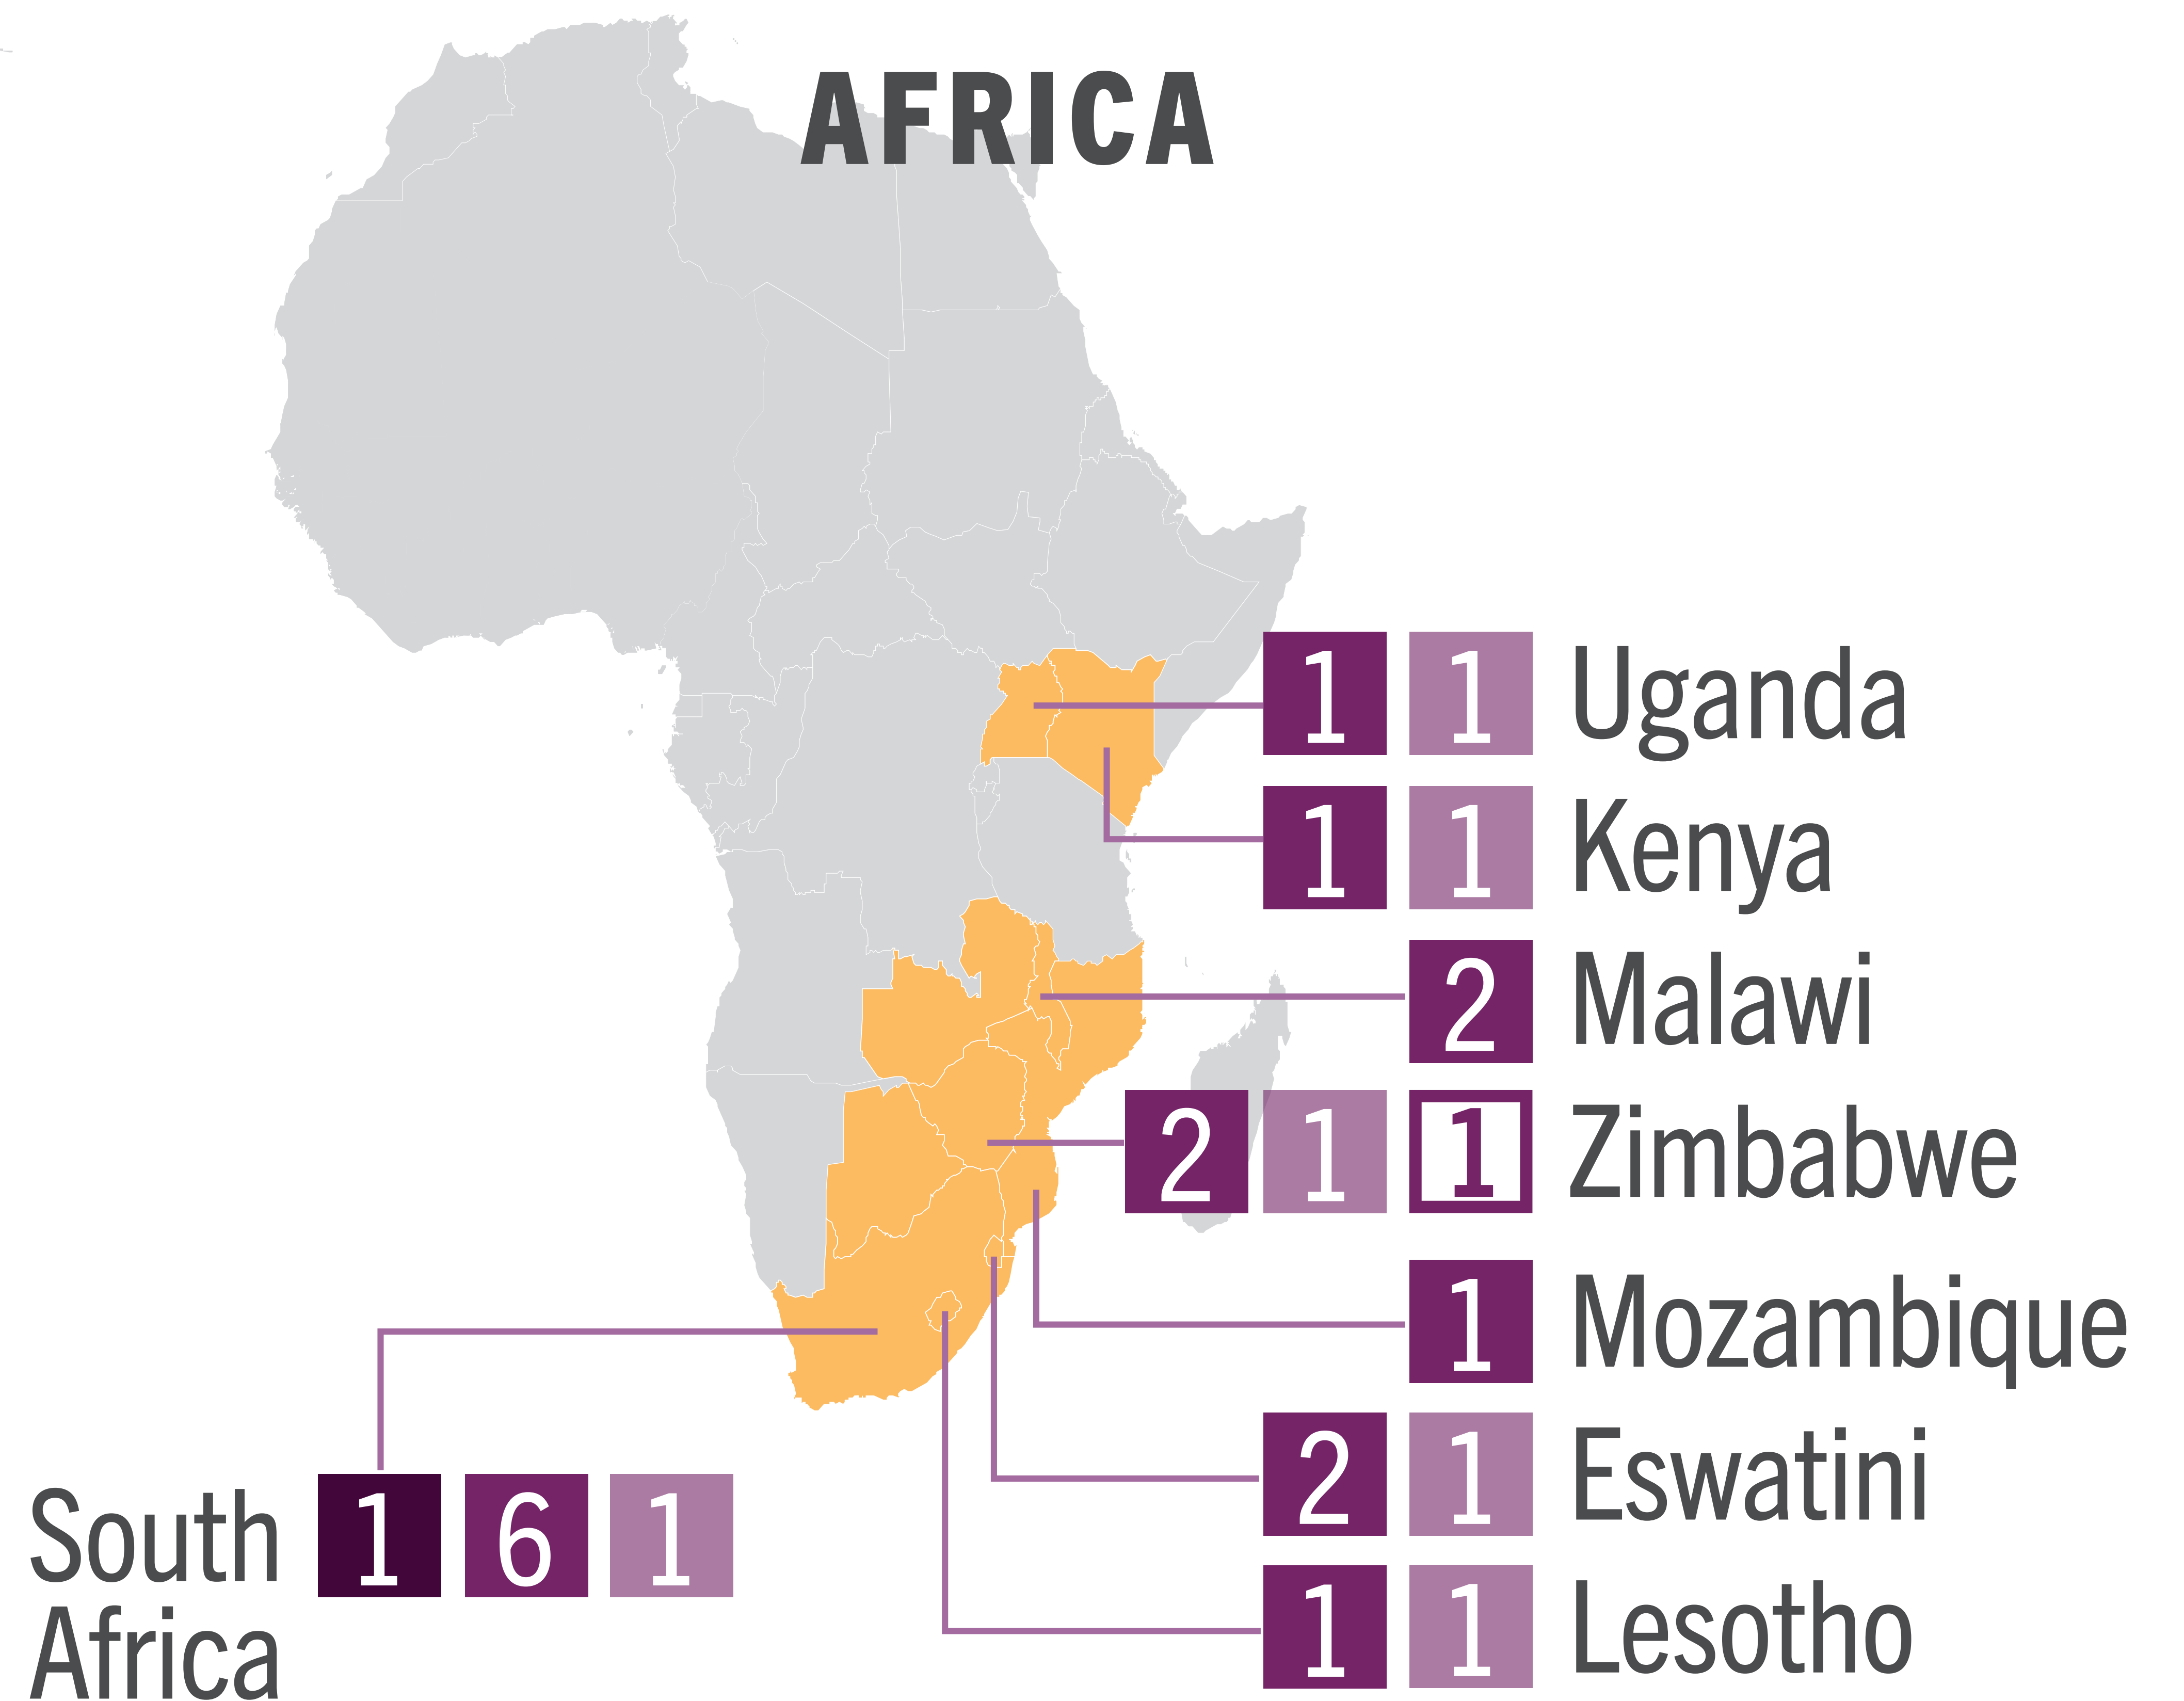 AFRICA
1 1 Uganda
1 1 Kenya
2 Malawi
2 1 1 Zimbabwe
1 Mozambique
2 1 Eswatini
1 1 Lesotho
South 1 6 1
Africa